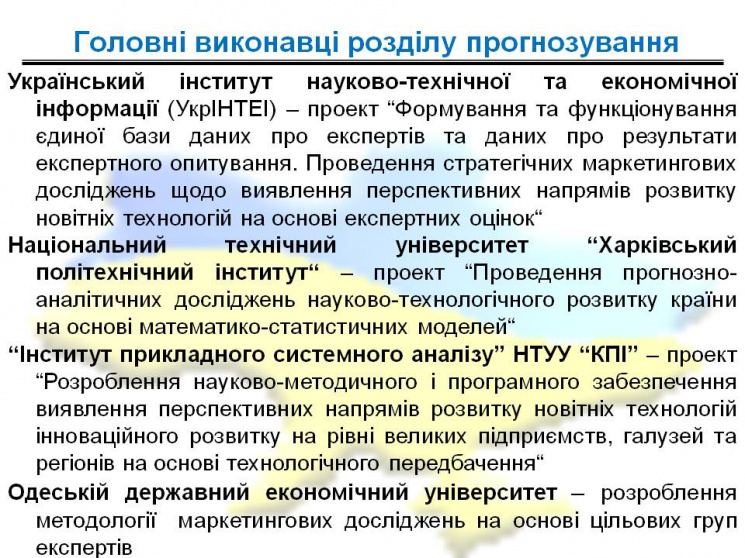 Головні виконавці розділу прогнозування
Український інститут науково-технічної та економічної
інформації (УкрІНТЕІ) – проект “Формування та функціонування
єдиної бази даних про експертів та даних про результати
експертного опитування. Проведення стратегічних маркетингових
досліджень щодо виявлення перспективних напрямів розвитку
новітніх технологій на основі експертних оцінок“
Національний технічний університет “Харківський
політехнічний інститут“ – проект “Проведення прогнозно-
аналітичних досліджень науково-технологічного розвитку країни
на основі математико-статистичних моделей“
“Інститут прикладного системного аналізу” НТУУ “КПІ” – проект
“Розроблення науково-методичного і програмного забезпечення
виявлення перспективних напрямів розвитку новітніх технологій
інноваційного розвитку на рівні великих підприємств, галузей та
регіонів на основі технологічного передбачення“
Одеській державний економічний університет – розроблення
методології маркетингових досліджень на основі цільових груп
експертів